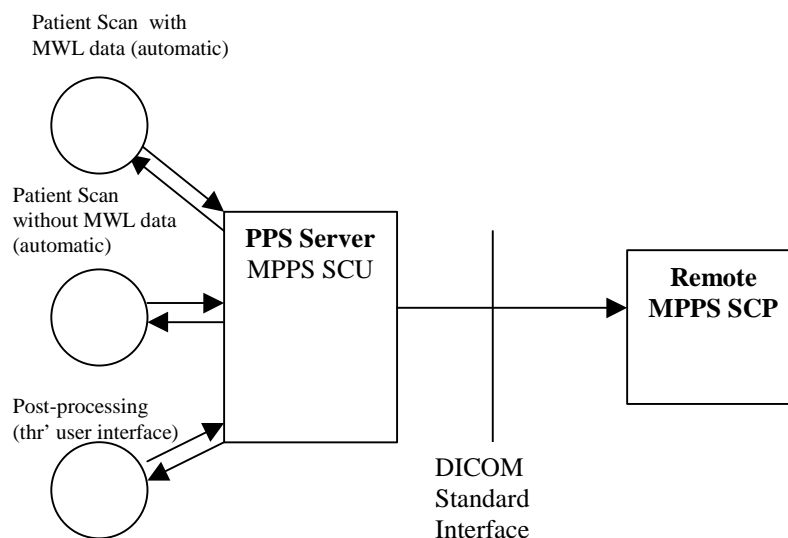 Patient Scan with
MWL data (automatic)
Patient Scan
without MWL data
(automatic)
PPS Server
MPPS SCU
Remote
MPPS SCP
Post-processing
(thr’ user interface)
DICOM
Standard
Interface